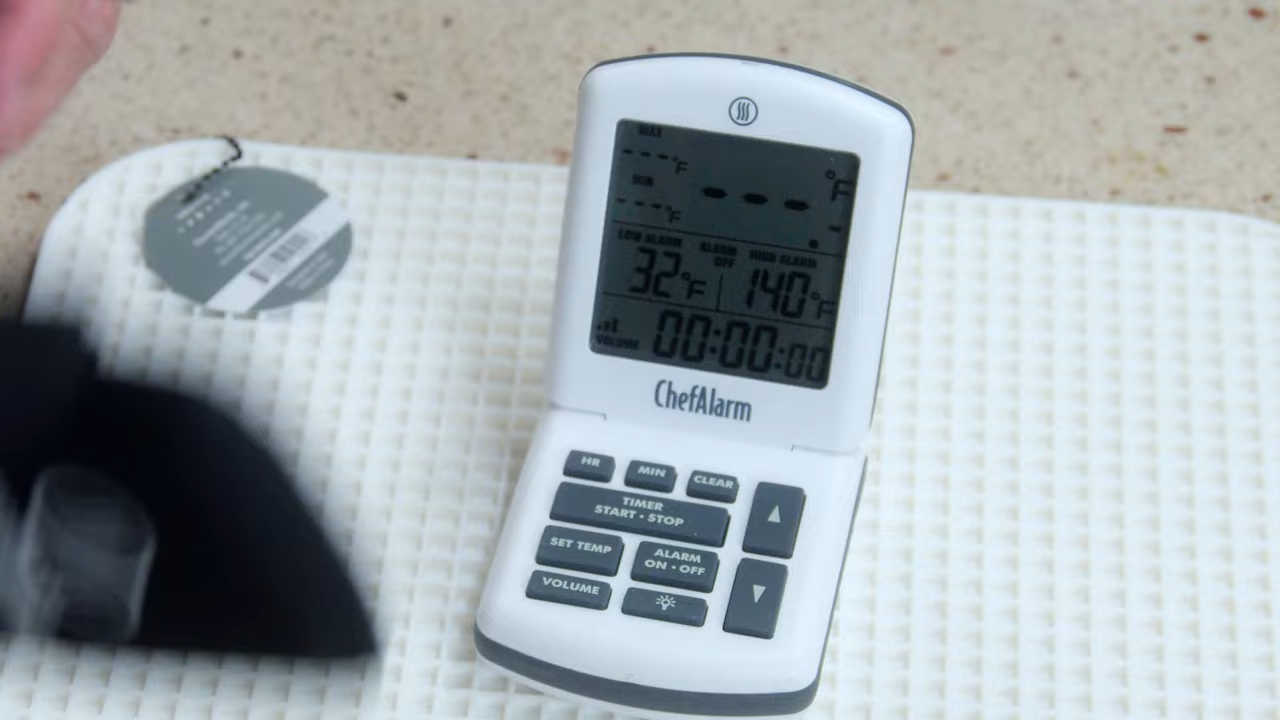 MAX
---°F
MIN
---°F
--- °F
LOW ALARM
32°F
ALARM
OFF
HIGH ALARM
140°F
VOLUME
00:00:00
ChefAlarm
HR
MIN
CLEAR
TIMER
START • STOP
SET TEMP
ALARM
ON • OFF
VOLUME